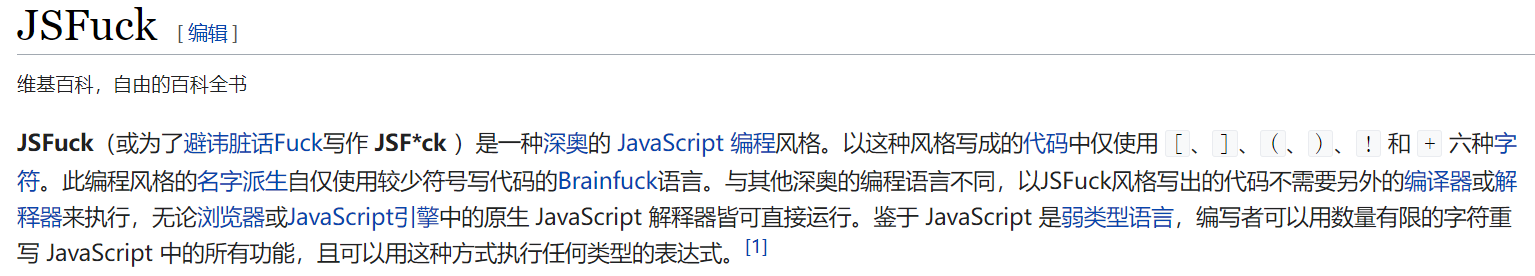 JSFuck [ 编辑 ]
维基百科，自由的百科全书
JSFuck（或为了避讳脏话Fuck写作 JSF*ck ）是一种深奥的 JavaScript 编程风格。以这种风格写成的代码中仅使用 [、]、(、)、! 和 + 六种字
符。此编程风格的名字派生自仅使用较少符号写代码的Brainfuck语言。与其他深奥的编程语言不同，以JSFuck风格写出的代码不需要另外的编译器或解
释器来执行，无论浏览器或JavaScript引擎中的原生 JavaScript 解释器皆可直接运行。鉴于 JavaScript 是弱类型语言，编写者可以用数量有限的字符重
写 JavaScript 中的所有功能，且可以用这种方式执行任何类型的表达式。[1]